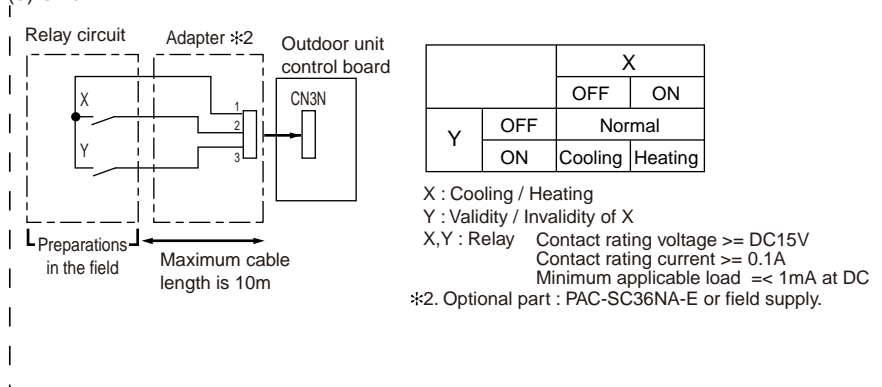 Relay circuit
Adapter ✻2
Outdoor unit
control board
X
Y
1
2
3
CN3N
Preparations
in the field
Maximum cable
length is 10m
X
OFF ON
Y OFF Normal
ON Cooling Heating
X : Cooling / Heating
Y : Validity / Invalidity of X
X,Y : Relay Contact rating voltage >= DC15V
Contact rating current >= 0.1A
Minimum applicable load =< 1mA at DC
✻2. Optional part : PAC-SC36NA-E or field supply.